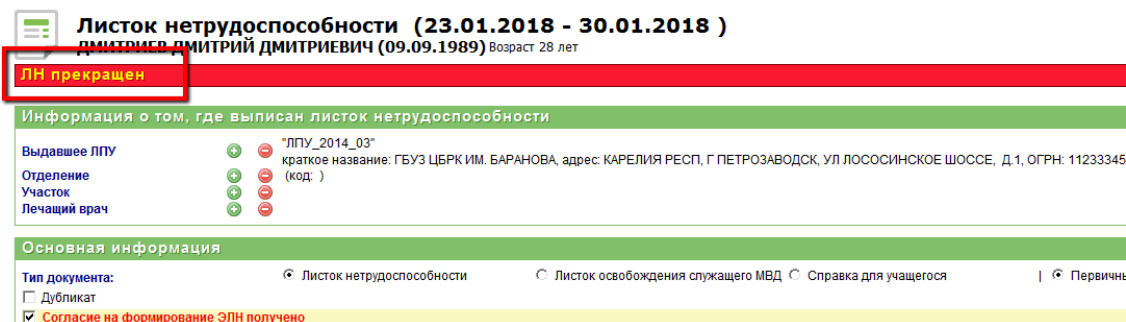 Листок нетрудоспособности (23.01.2018 - 30.01.2018 )
ДМИТРИЕВ ДМИТРИЙ ДМИТРИЕВИЧ (09.09.1989) Возраст 28 лет
ЛН прекращен
Информация о том, где выписан листок нетрудоспособности
Выдавшее ЛПУ "ЛПУ_2014_03"
краткое название: ГБУЗ ЦБРК ИМ. БАРАНОВА, адрес: КАРЕЛИЯ РЕСП, Г ПЕТРОЗАВОДСК, УЛ ЛОСОСИНСКОЕ ШОССЕ, Д.1, ОГРН: 11233345
Отделение (код: )
Участок
Лечащий врач
Основная информация
Тип документа: Листок нетрудоспособности Листок освобождения служащего МВД Справка для учащегося | Первичнь
Дубликат
Согласие на формирование ЭЛН получено